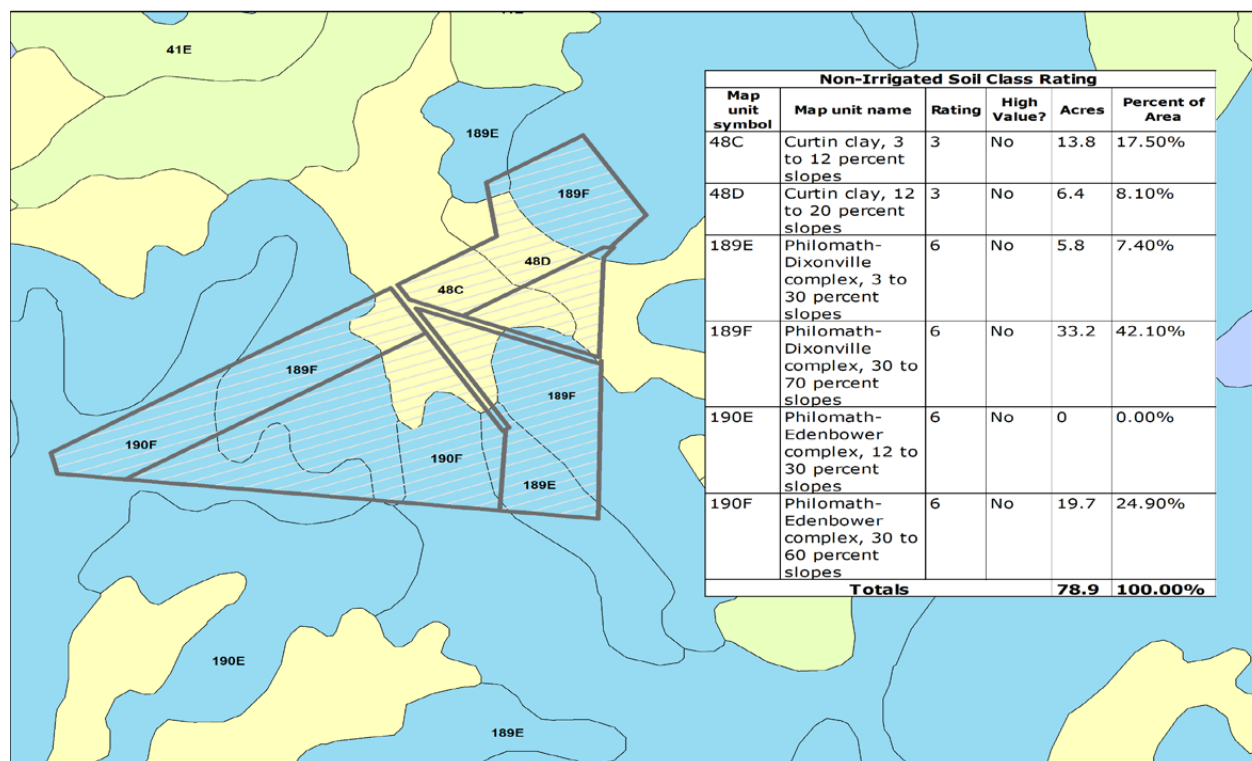 41E
189E
189F
48D
48C
189F
189F
190F
190F
189E
190E
189E
Non-Irrigated Soil Class Rating
Map unit symbol Map unit name Rating High Value? Acres Percent of Area
48C Curtin clay, 3 3 No 13.8 17.50%
to 12 percent
slopes
48D Curtin clay, 12 3 No 6.4 8.10%
to 20 percent
slopes
189E Philomath- 6 No 5.8 7.40%
Dixonville
complex, 3 to
30 percent
slopes
189F Philomath- 6 No 33.2 42.10%
Dixonville
complex, 30 to
70 percent
slopes
190E Philomath- 6 No 0 0.00%
Edenbower
complex, 12 to
30 percent
slopes
190F Philomath- 6 No 19.7 24.90%
Edenbower
complex, 30 to
60 percent
slopes
Totals 78.9 100.00%